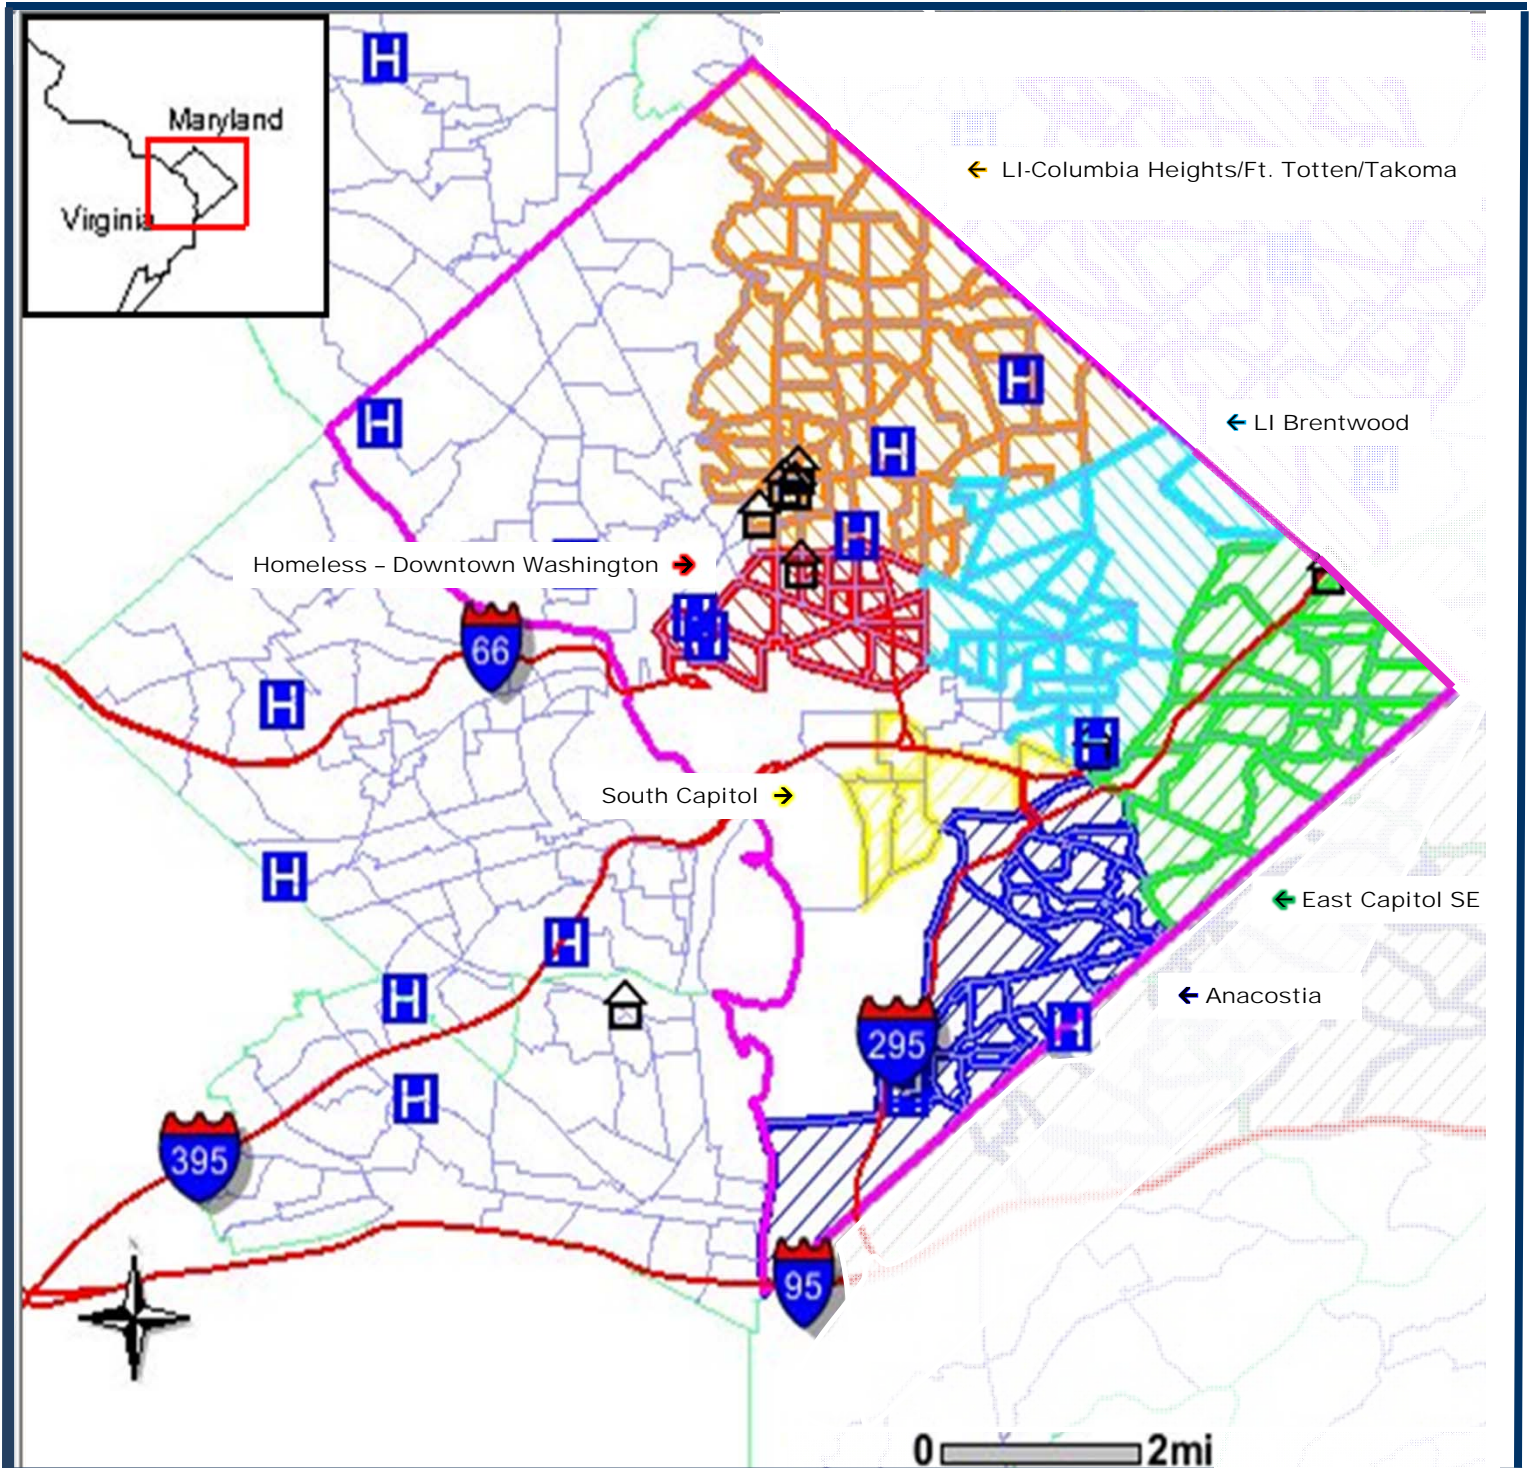 H
Maryland
Virginia
← LI-Columbia Heights/Ft. Totten/Takoma
H
H
← LI Brentwood
H
H
Homeless – Downtown Washington →
66
H
H
South Capitol →
H
← East Capitol SE
H
← Anacostia
H
H
295
H
395
95
0 2mi